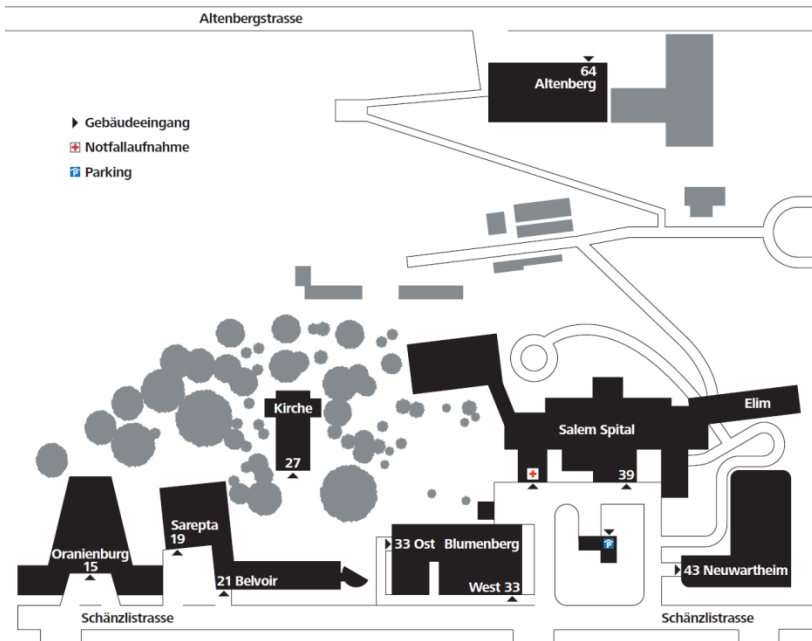 Altenbergstrasse
64
Altenberg
Gebäudeeingang
Notfallaufnahme
P Parking
Kirche
27
Elim
Salem Spital
39
Sarepta
19
Oranienburg
15
21 Belvoir
33 Ost Blumenberg
West 33
P
43 Neuwartheim
Schänzlistrasse
Schänzlistrasse